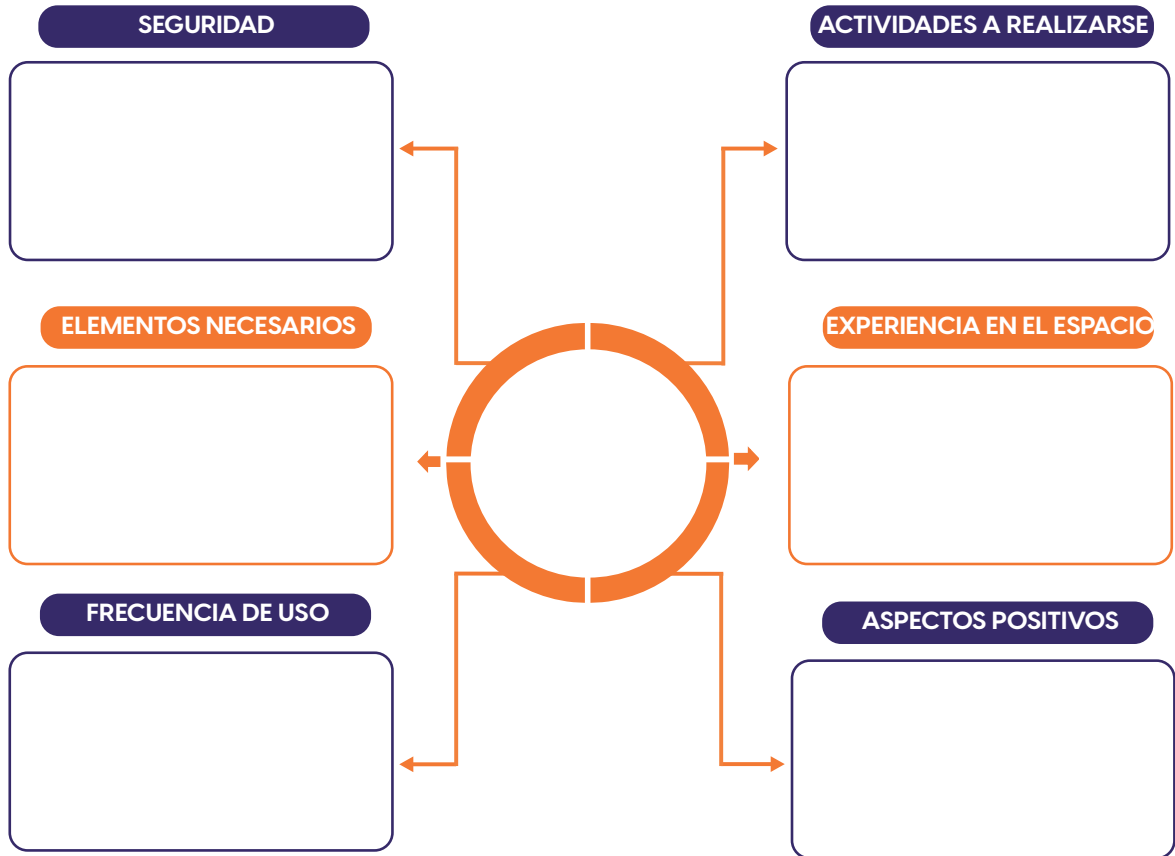 SEGURIDAD
ACTIVIDADES A REALIZARSE
ELEMENTOS NECESARIOS
EXPERIENCIA EN EL ESPACIO
FRECUENCIA DE USO
ASPECTOS POSITIVOS